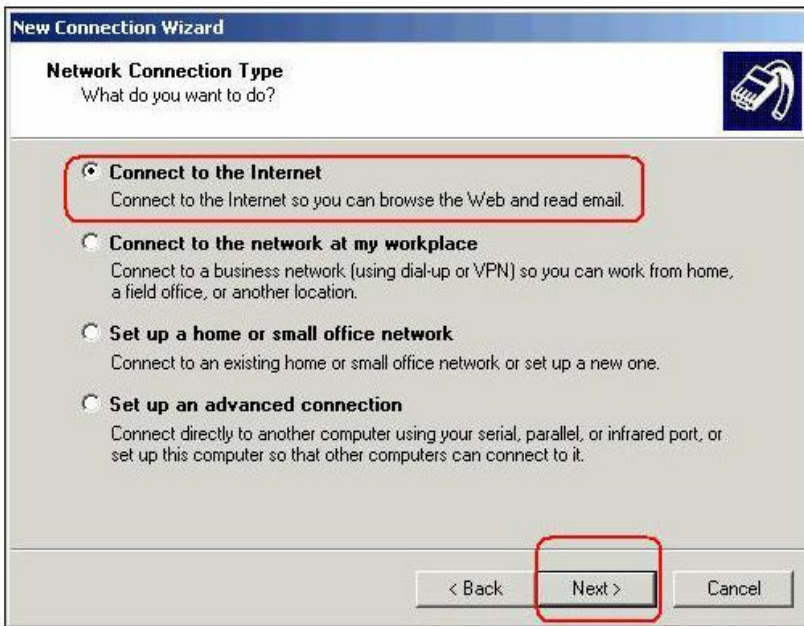 New Connection Wizard
Network Connection Type
What do you want to do?
Connect to the Internet
Connect to the Internet so you can browse the Web and read email.
Connect to the network at my workplace
Connect to a business network (using dial-up or VPN) so you can work from home,
a field office, or another location.
Set up a home or small office network
Connect to an existing home or small office network or set up a new one.
Set up an advanced connection
Connect directly to another computer using your serial, parallel, or infrared port, or
set up this computer so that other computers can connect to it.
< Back Next > Cancel